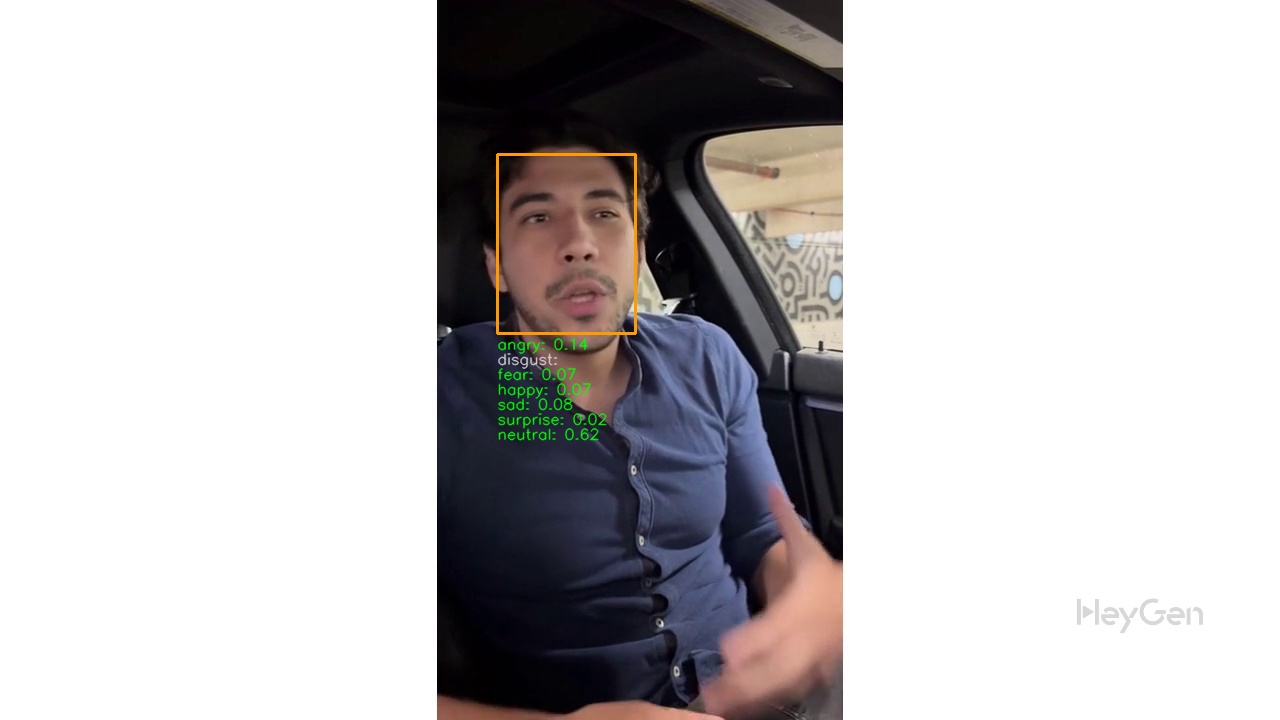 angry: 0.14
disgust:
fear: 0.07
happy: 0.07
sad: 0.08
surprise: 0.02
neutral: 0.62
HeyGen